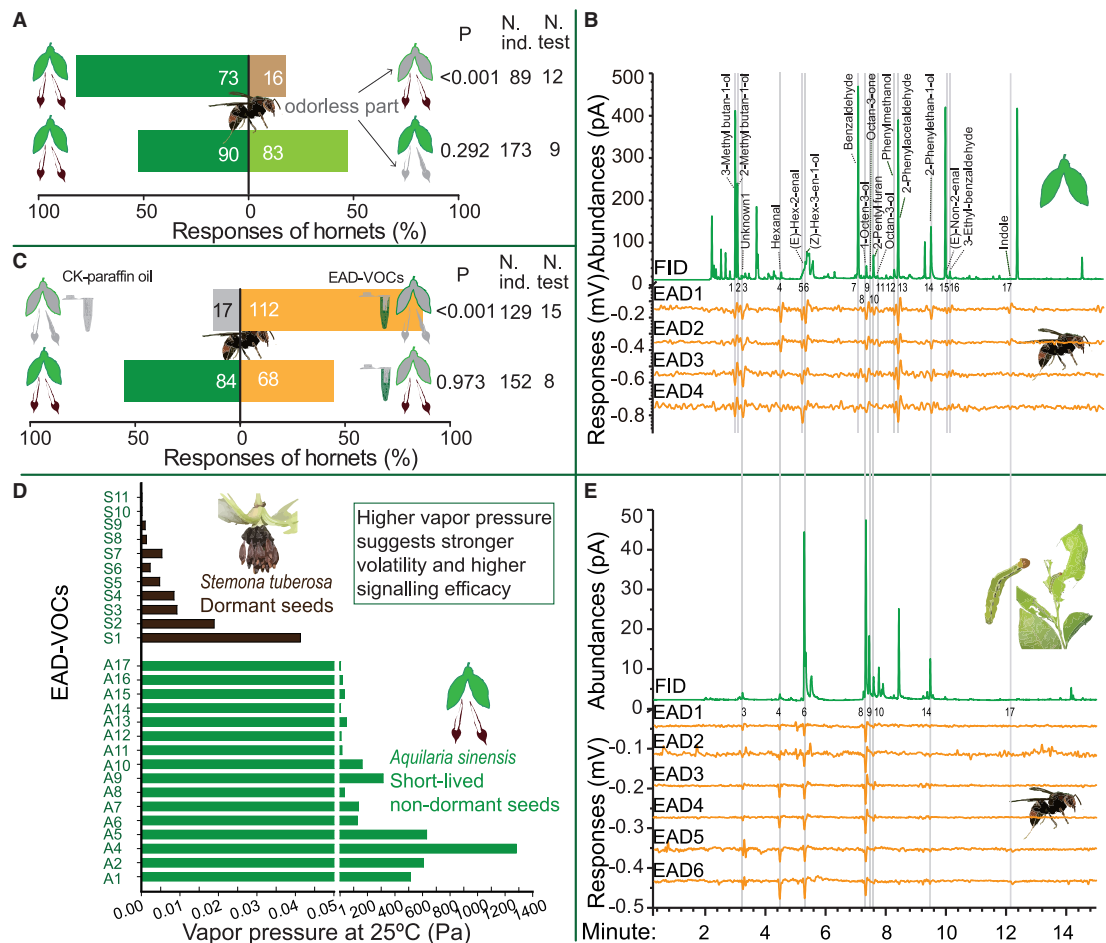 A
P
N. ind.
N. test
73
16
<0.001
89
12
odorless part
90
83
0.292
173
9
100
50
0
50
100
Responses of hornets (%)
C
CK-paraffin oil
EAD-VOCs
P
N. ind.
N. test
17
112
<0.001
129
15
84
68
0.973
152
8
100
50
0
50
100
Responses of hornets (%)
B
Abundances (pA)
500
400
300
200
100
0
3-Methyl butan-1-ol
2-Methyl butan-1-ol
Unknown1
Hexanal
(E)-Hex-2-enal
(Z)-Hex-3-en-1-ol
Benzaldehyde
1-Octen-3-ol
Octan-3-one
2-Pentyl furan
Octan-3-ol
Phenylmethanol
2-Phenylacetaldehyde
2-Phenylethan-1-ol
(E)-Non-2-enal
3-Ethyl-benzaldehyde
Indole
FID
1 2 3 4 5 6 7 8 9 10 11 12 13 14 15 16 17
Responses (mV)
-0.2
-0.4
-0.6
-0.8
EAD1
EAD2
EAD3
EAD4
D
EAD-VOCs
S11
S10
S9
S8
S7
S6
S5
S4
S3
S2
S1
A17
A16
A15
A14
A13
A12
A11
A10
A9
A8
A7
A6
A5
A4
A2
A1
Stemona tuberosa
Dormant seeds
Higher vapor pressure
suggests stronger
volatility and higher
signalling efficacy
Aquilaria sinensis
Short-lived
non-dormant seeds
0.00
0.01
0.02
0.03
0.04
0.05
1
200
400
600
800
1000
1200
1400
Vapor pressure at 25ºC (Pa)
E
Abundances (pA)
50
40
30
20
10
0
FID
3 4 6 8 9 10 14 17
Responses (mV)
-0.1
-0.2
-0.3
-0.4
-0.5
EAD1
EAD2
EAD3
EAD4
EAD5
EAD6
Minute:
2
4
6
8
10
12
14